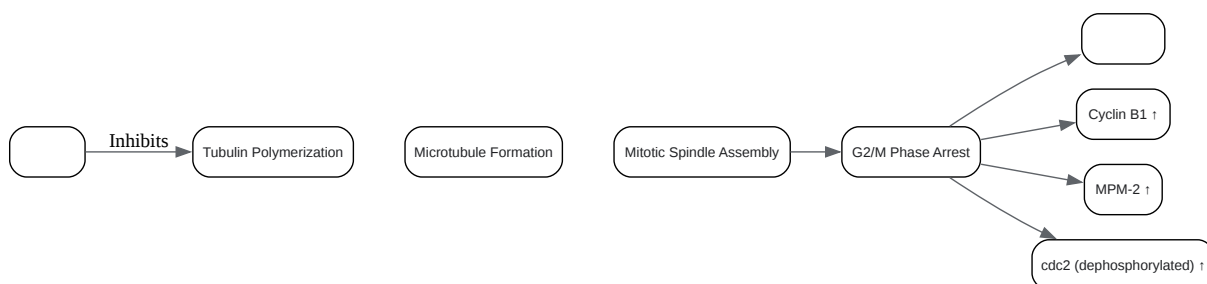 Inhibits
Tubulin Polymerization
Microtubule Formation
Mitotic Spindle Assembly
G2/M Phase Arrest
Cyclin B1 ↑
MPM-2 ↑
cdc2 (dephosphorylated) ↑